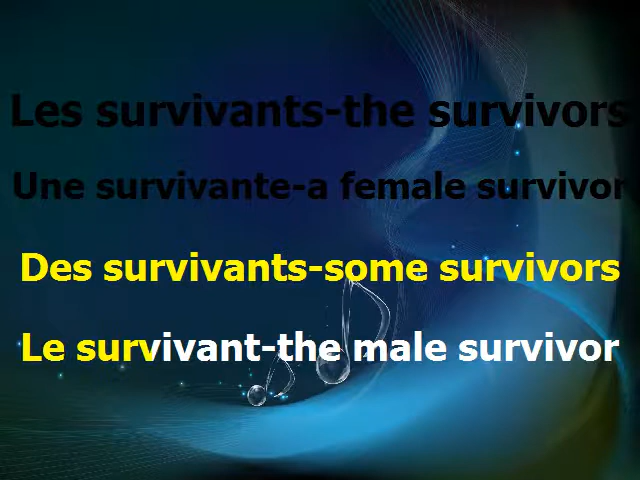 Les survivants-the survivors
Une survivante-a female survivor
Des survivants-some survivors
Le survivant-the male survivor